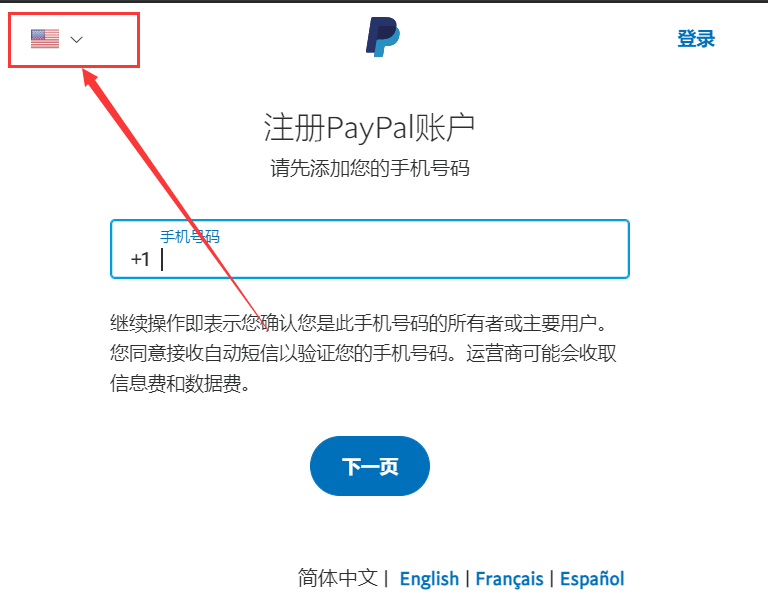 登录
注册PayPal账户
请先添加您的手机号码
手机号码
+1
继续操作即表示您确认您是此手机号码的所有者或主要用户。
您同意接收自动短信以验证您的手机号码。运营商可能会收取
信息费和数据费。
下一页
简体中文 | English | Français | Español